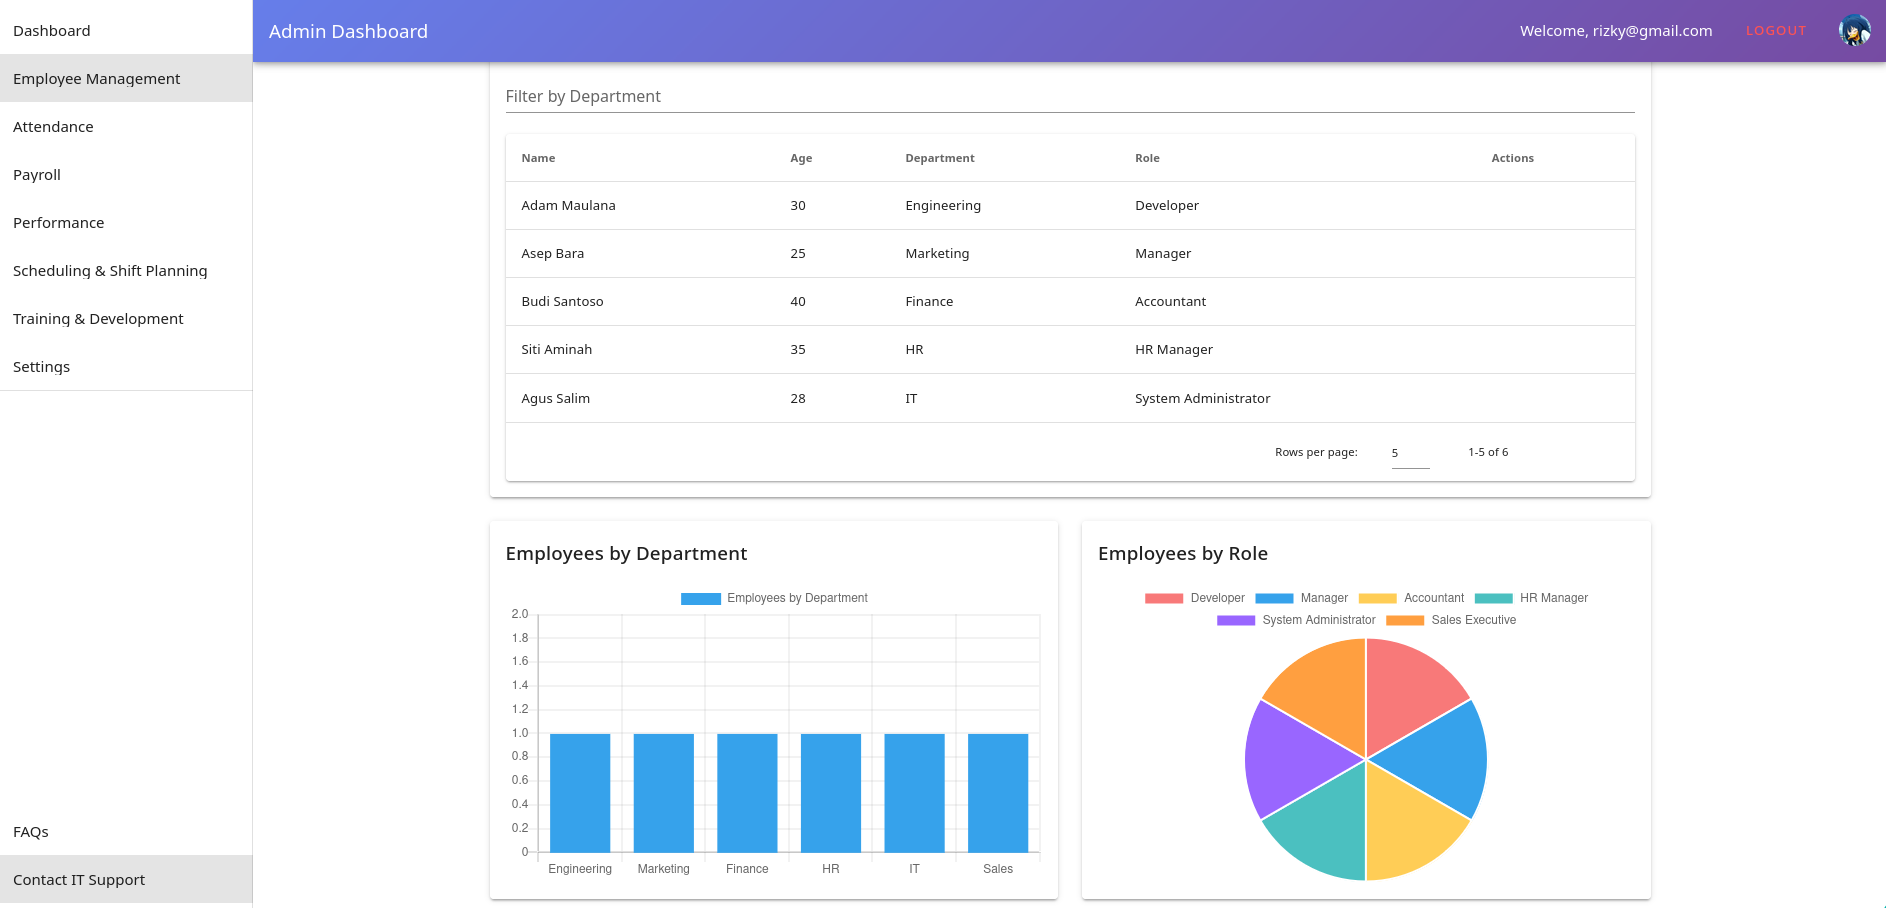 Dashboard
Employee Management
Attendance
Payroll
Performance
Scheduling & Shift Planning
Training & Development
Settings
FAQs
Contact IT Support
Admin Dashboard
Welcome, rizky@gmail.com LOGOUT
Filter by Department
Name Age Department Role Actions
Adam Maulana 30 Engineering Developer
Asep Bara 25 Marketing Manager
Budi Santoso 40 Finance Accountant
Siti Aminah 35 HR HR Manager
Agus Salim 28 IT System Administrator
Rows per page: 5 1-5 of 6
Employees by Department
Employees by Department
2.0
1.8
1.6
1.4
1.2
1.0
0.8
0.6
0.4
0.2
0
Engineering Marketing Finance HR IT Sales
Employees by Role
Developer Manager Accountant HR Manager
System Administrator Sales Executive